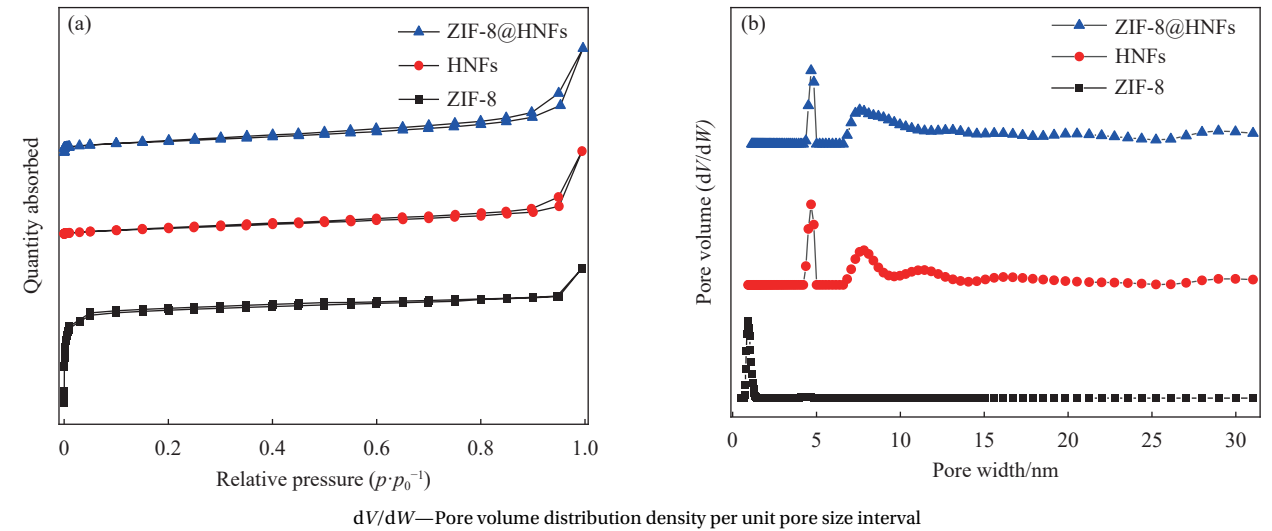 (a)
ZIF-8@HNFs
HNFs
ZIF-8
Quantity absorbed
0 0.2 0.4 0.6 0.8 1.0
Relative pressure (p·p₀⁻¹)
(b)
ZIF-8@HNFs
HNFs
ZIF-8
Pore volume (dV/dW)
0 5 10 15 20 25 30
Pore width/nm
dV/dW—Pore volume distribution density per unit pore size interval